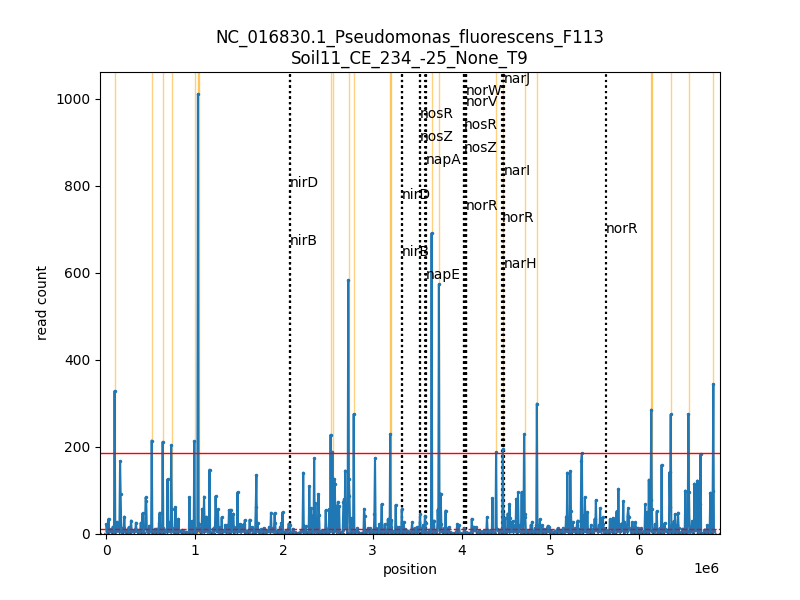 NC_016830.1_Pseudomonas_fluorescens_F113
Soil11_CE_234_-25_None_T9
read count
1000
800
600
400
200
0
narJ
norW
norV
nosR
nosR
nosZ
nosZ
napA
narI
nirD
nirD
norR
norR
norR
nirB
nirB
narH
napE
0 1 2 3 4 5 6
1e6
position